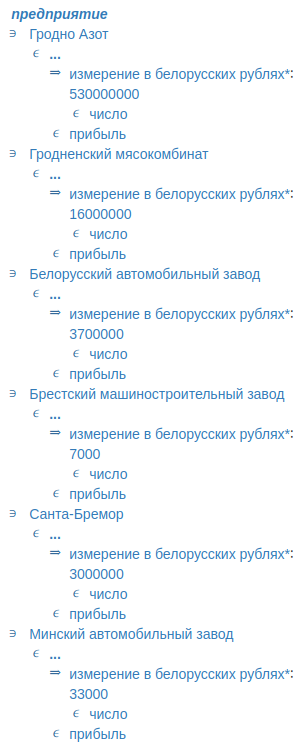 предприятие
∍ Гродно Азот
ϵ ...
⇒ измерение в белорусских рублях*:
530000000
ϵ число
ϵ прибыль
∍ Гродненский мясокомбинат
ϵ ...
⇒ измерение в белорусских рублях*:
16000000
ϵ число
ϵ прибыль
∍ Белорусский автомобильный завод
ϵ ...
⇒ измерение в белорусских рублях*:
3700000
ϵ число
ϵ прибыль
∍ Брестский машиностроительный завод
ϵ ...
⇒ измерение в белорусских рублях*:
7000
ϵ число
ϵ прибыль
∍ Санта-Бремор
ϵ ...
⇒ измерение в белорусских рублях*:
3000000
ϵ число
ϵ прибыль
∍ Минский автомобильный завод
ϵ ...
⇒ измерение в белорусских рублях*:
33000
ϵ число
ϵ прибыль